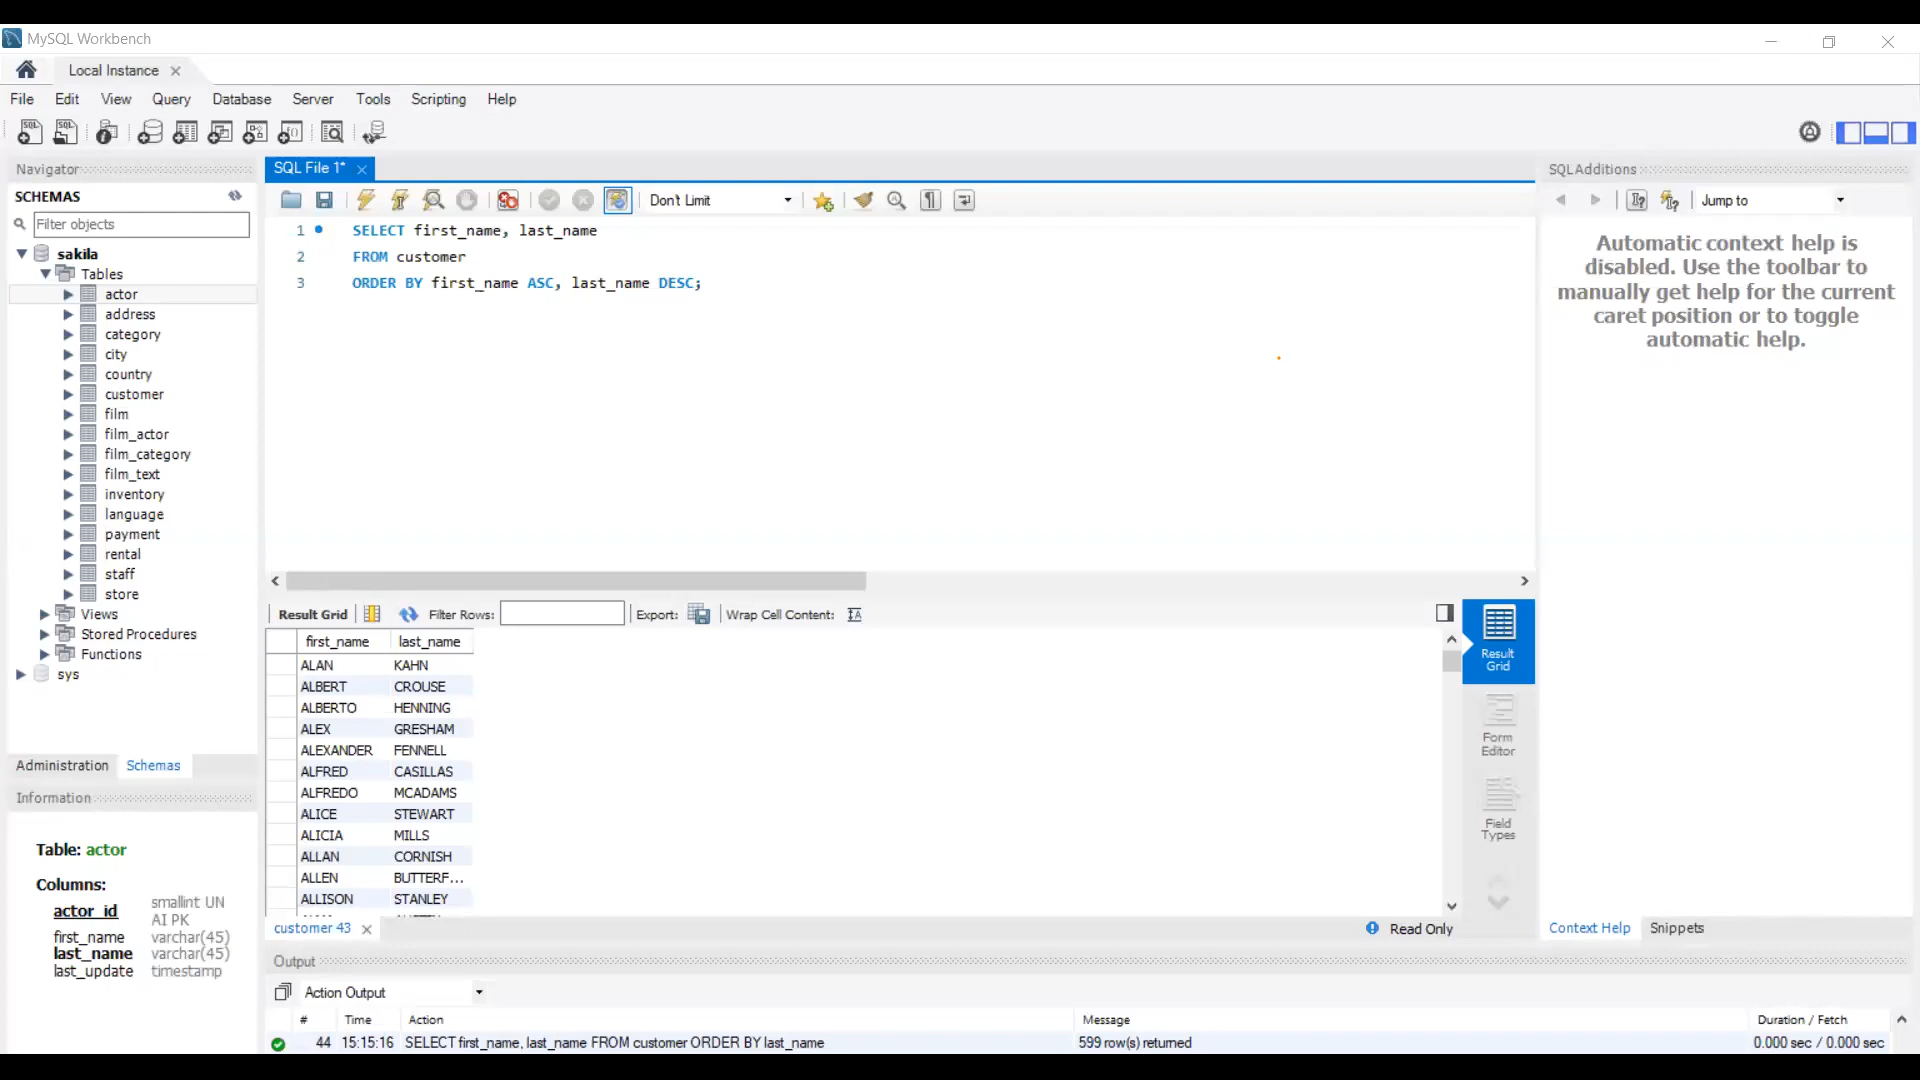 MySQL Workbench
Local Instance
File Edit View Query Database Server Tools Scripting Help
Navigator
SCHEMAS
Filter objects
sakila
Tables
actor
address
category
city
country
customer
film
film_actor
film_category
film_text
inventory
language
payment
rental
staff
store
Views
Stored Procedures
Functions
sys
Administration Schemas
Information
Table: actor
Columns:
actor_id smallint UN AI PK
first_name varchar(45)
last_name varchar(45)
last_update timestamp
SQL File 1*
Don't Limit
1 SELECT first_name, last_name
2 FROM customer
3 ORDER BY first_name ASC, last_name DESC;
Result Grid Filter Rows: Export: Wrap Cell Content:
first_name last_name
ALAN KAHN
ALBERT CROUSE
ALBERTO HENNING
ALEX GRESHAM
ALEXANDER FENNELL
ALFRED CASILLAS
ALFREDO MCADAMS
ALICE STEWART
ALICIA MILLS
ALLAN CORNISH
ALLEN BUTTERF...
ALLISON STANLEY
Result Grid
Form Editor
Field Types
customer 43 Read Only
SQLAdditions
Jump to
Automatic context help is
disabled. Use the toolbar to
manually get help for the current
caret position or to toggle
automatic help.
Context Help Snippets
Output
Action Output
# Time Action Message Duration / Fetch
44 15:15:16 SELECT first_name, last_name FROM customer ORDER BY last_name 599 row(s) returned 0.000 sec / 0.000 sec